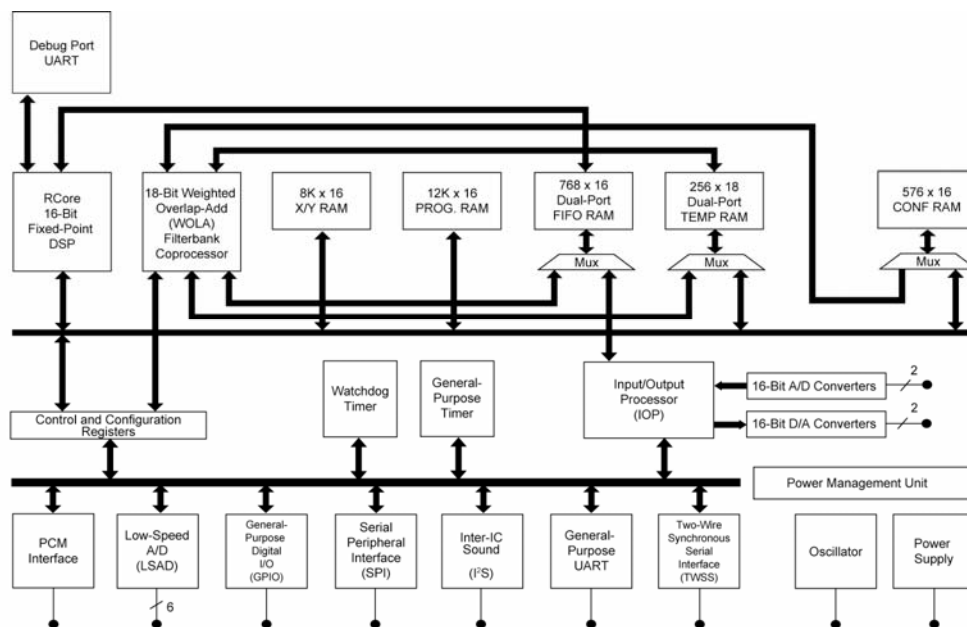 Debug Port
UART
RCore
16-Bit
Fixed-Point
DSP
18-Bit Weighted
Overlap-Add
(WOLA)
Filterbank
Coprocessor
8K x 16
X/Y RAM
12K x 16
PROG. RAM
768 x 16
Dual-Port
FIFO RAM
256 x 18
Dual-Port
TEMP RAM
576 x 16
CONF RAM
Mux
Mux
Mux
Watchdog
Timer
General-
Purpose
Timer
Input/Output
Processor
(IOP)
16-Bit A/D Converters
2
16-Bit D/A Converters
2
Control and Configuration
Registers
Power Management Unit
PCM
Interface
Low-Speed
A/D
(LSAD)
6
General-
Purpose
Digital
I/O
(GPIO)
Serial
Peripheral
Interface
(SPI)
Inter-IC
Sound
(I²S)
General-
Purpose
UART
Two-Wire
Synchronous
Serial
Interface
(TWSS)
Oscillator
Power
Supply